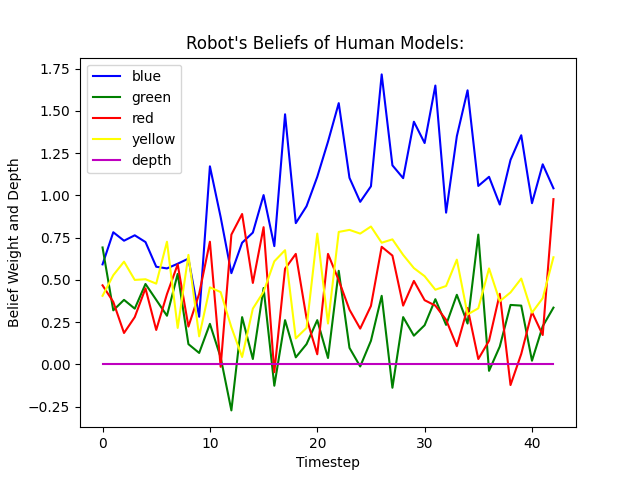 Robot's Beliefs of Human Models:
blue
green
red
yellow
depth
Belief Weight and Depth
1.75
1.50
1.25
1.00
0.75
0.50
0.25
0.00
−0.25
0
10
20
30
40
Timestep